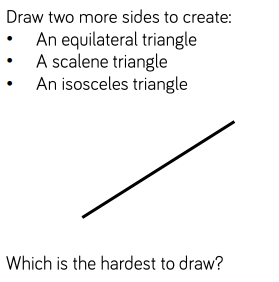 Draw two more sides to create:
• An equilateral triangle
• A scalene triangle
• An isosceles triangle
Which is the hardest to draw?